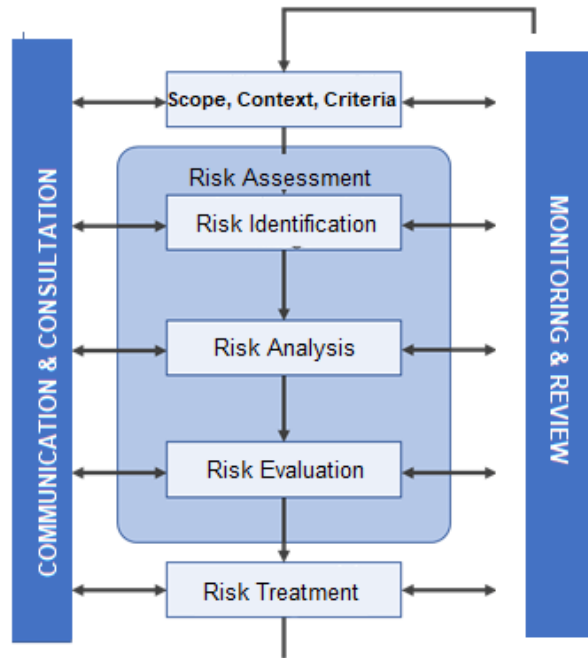 Scope, Context, Criteria
Risk Assessment
Risk Identification
Risk Analysis
Risk Evaluation
Risk Treatment
COMMUNICATION & CONSULTATION
MONITORING & REVIEW